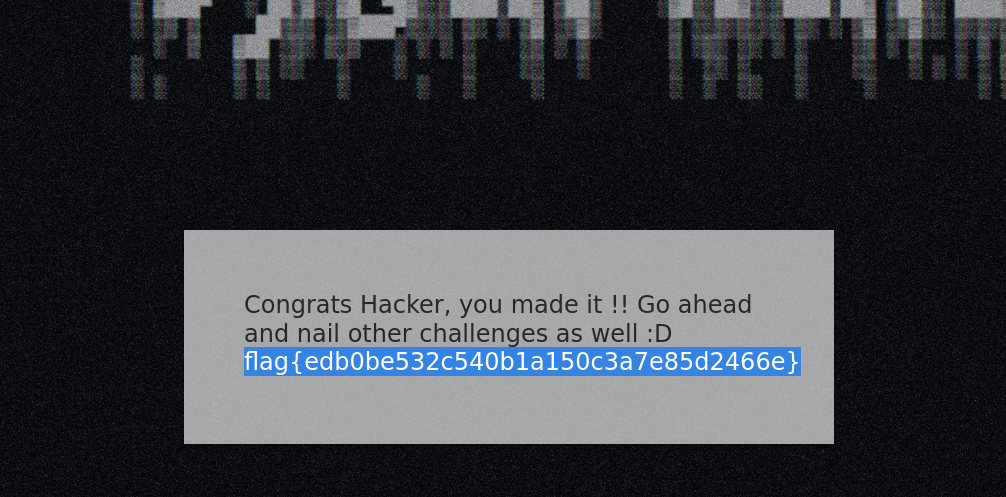 Congrats Hacker, you made it !! Go ahead
and nail other challenges as well :D
flag{edb0be532c540b1a150c3a7e85d2466e}